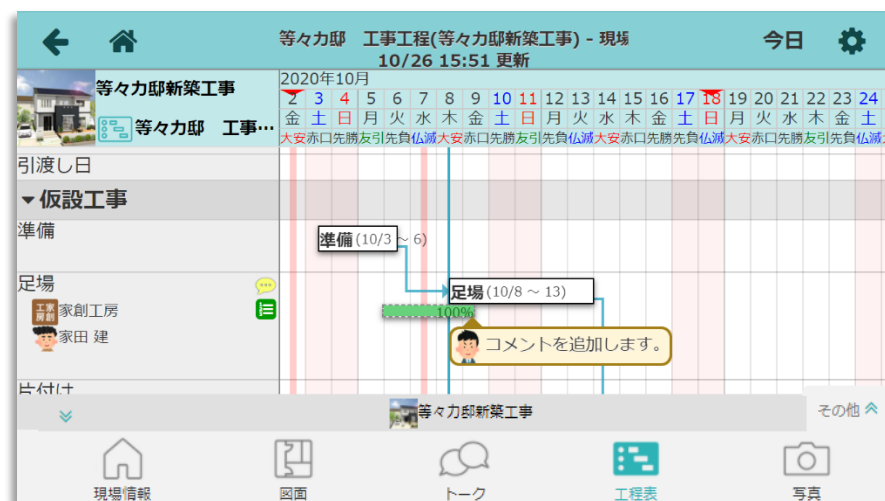 等々力邸　工事工程(等々力邸新築工事) - 現場
10/26 15:51 更新
今日
等々力邸新築工事
等々力邸　工事…
2020年10月
2 3 4 5 6 7 8 9 10 11 12 13 14 15 16 17 18 19 20 21 22 23 24
金 土 日 月 火 水 木 金 土 日 月 火 水 木 金 土 日 月 火 水 木 金 土
大安 赤口 先勝 友引 先負 仏滅 大安 赤口 先勝 友引 先負 仏滅 大安 赤口 先勝 先負 仏滅 大安 赤口 先勝 友引 先負 仏滅
引渡し日
▼仮設工事
準備
準備 (10/3 ~ 6)
足場
足場 (10/8 ~ 13)
家創工房
家創工房
100%
家田 建
コメントを追加します。
片付け
等々力邸新築工事
その他
現場情報
図面
トーク
工程表
写真